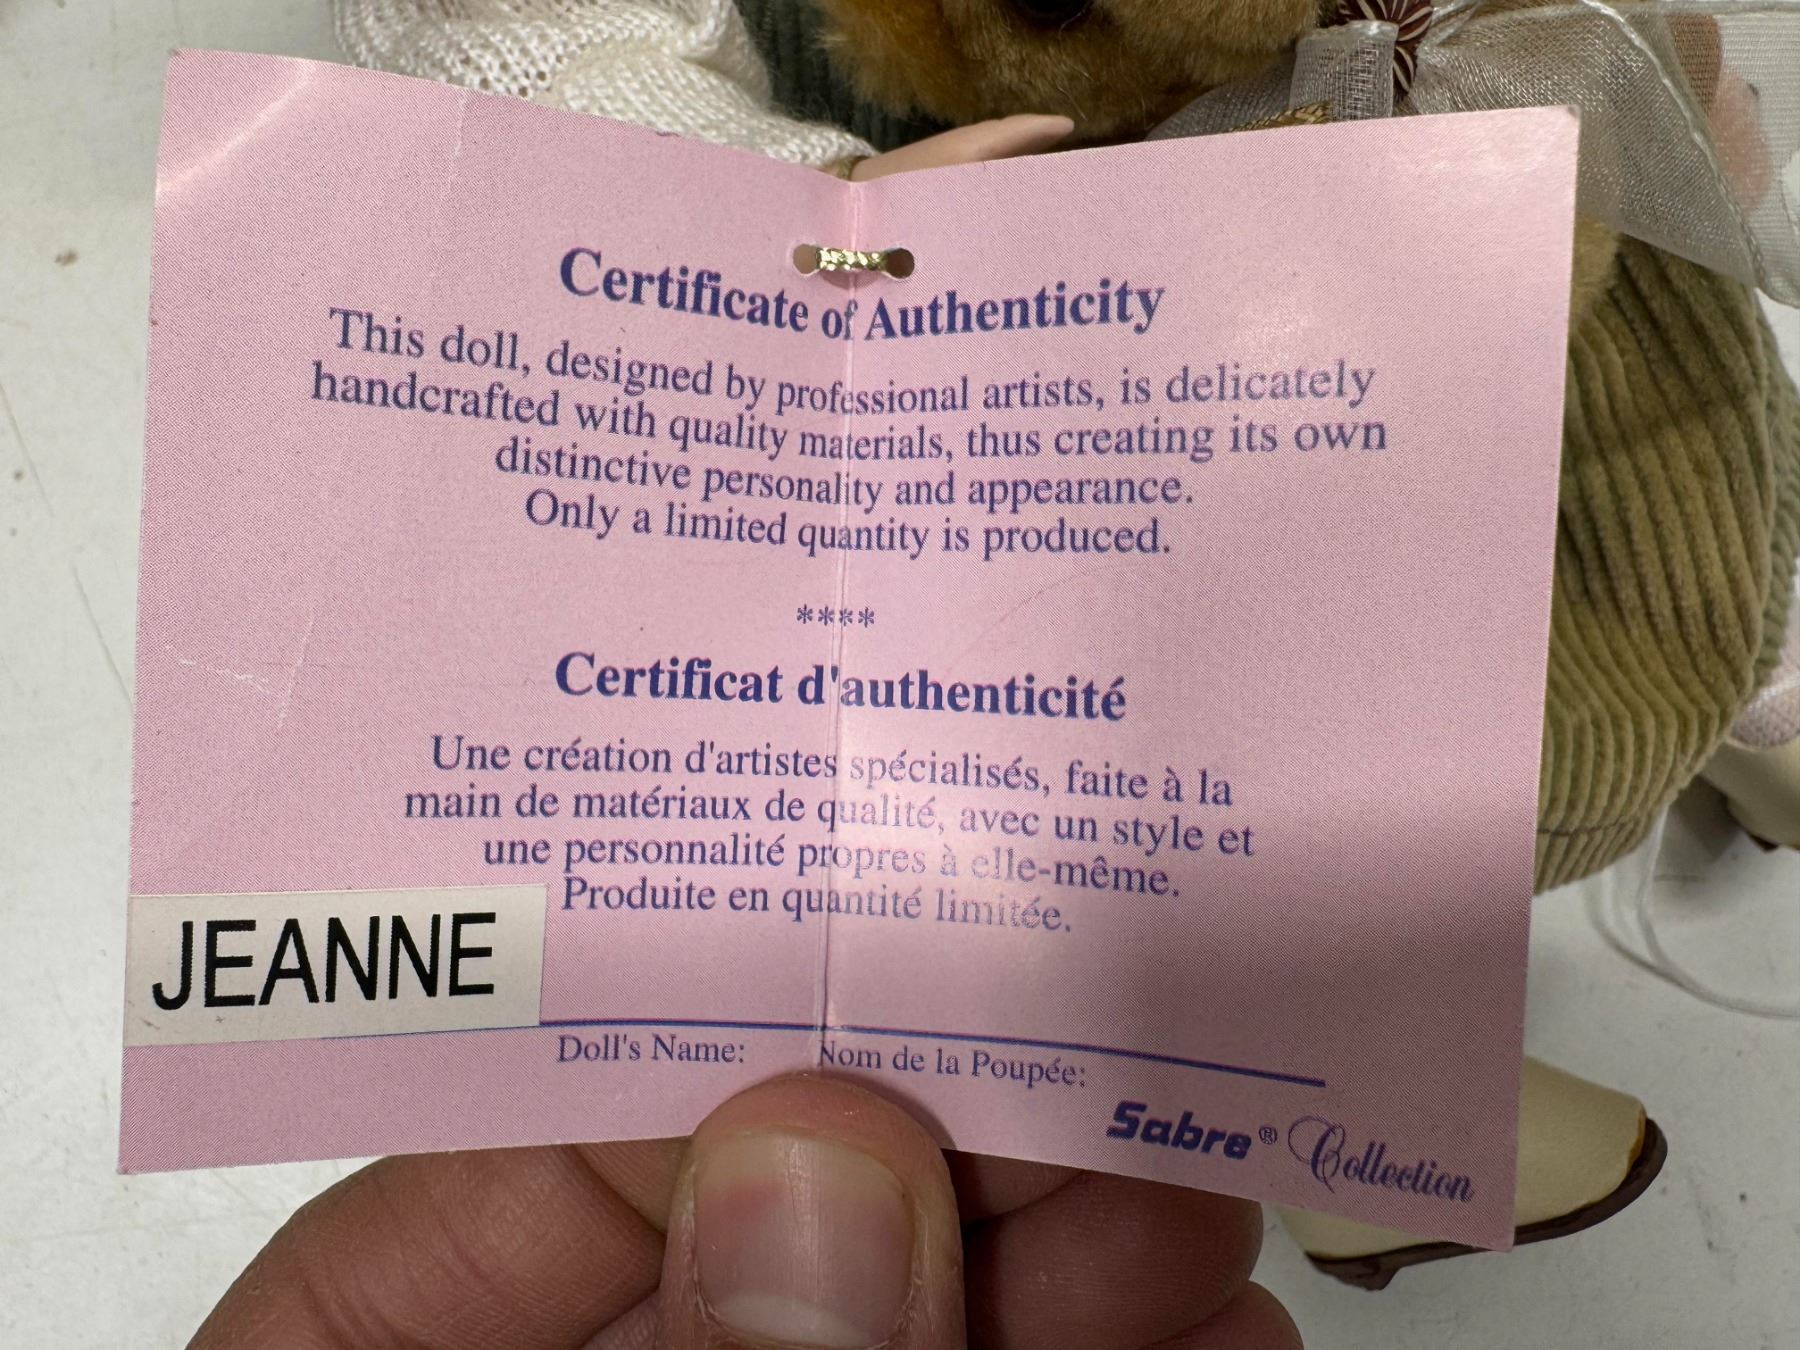 Certificate of Authenticity
This doll, designed by professional artists, is delicately
handcrafted with quality materials, thus creating its own
distinctive personality and appearance.
Only a limited quantity is produced.
****
Certificat d'authenticité
Une création d'artistes spécialisés, faite à la
main de matériaux de qualité, avec un style et
une personnalité propres à elle-même.
Produite en quantité limitée.
JEANNE
Doll's Name: Nom de la Poupée:
Sabre® Collection